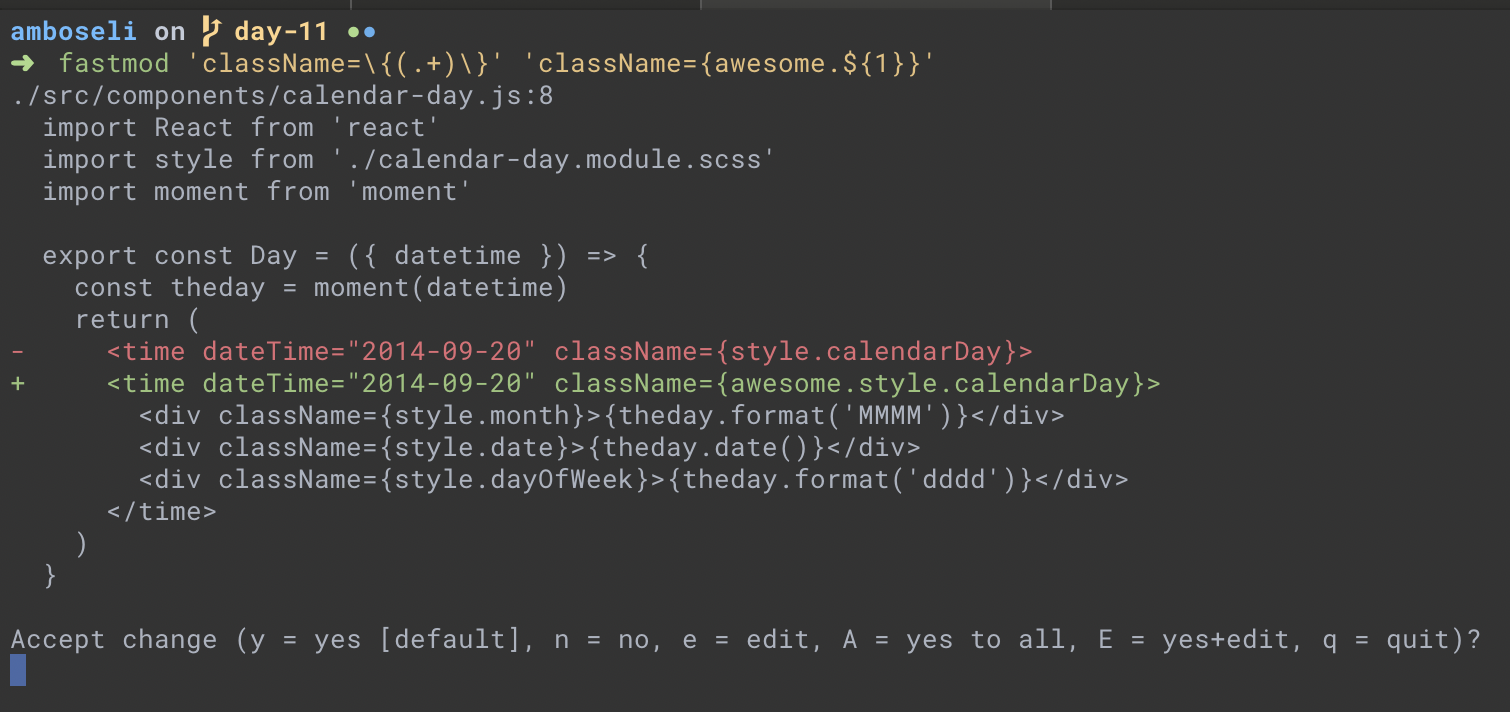 amboseli on day-11
➜ fastmod 'className=\{(.+)\}' 'className={awesome.${1}}'
./src/components/calendar-day.js:8
  import React from 'react'
  import style from './calendar-day.module.scss'
  import moment from 'moment'

  export const Day = ({ datetime }) => {
    const theday = moment(datetime)
    return (
-     <time dateTime="2014-09-20" className={style.calendarDay}>
+     <time dateTime="2014-09-20" className={awesome.style.calendarDay}>
        <div className={style.month}>{theday.format('MMMM')}</div>
        <div className={style.date}>{theday.date()}</div>
        <div className={style.dayOfWeek}>{theday.format('dddd')}</div>
      </time>
    )
  }

Accept change (y = yes [default], n = no, e = edit, A = yes to all, E = yes+edit, q = quit)?